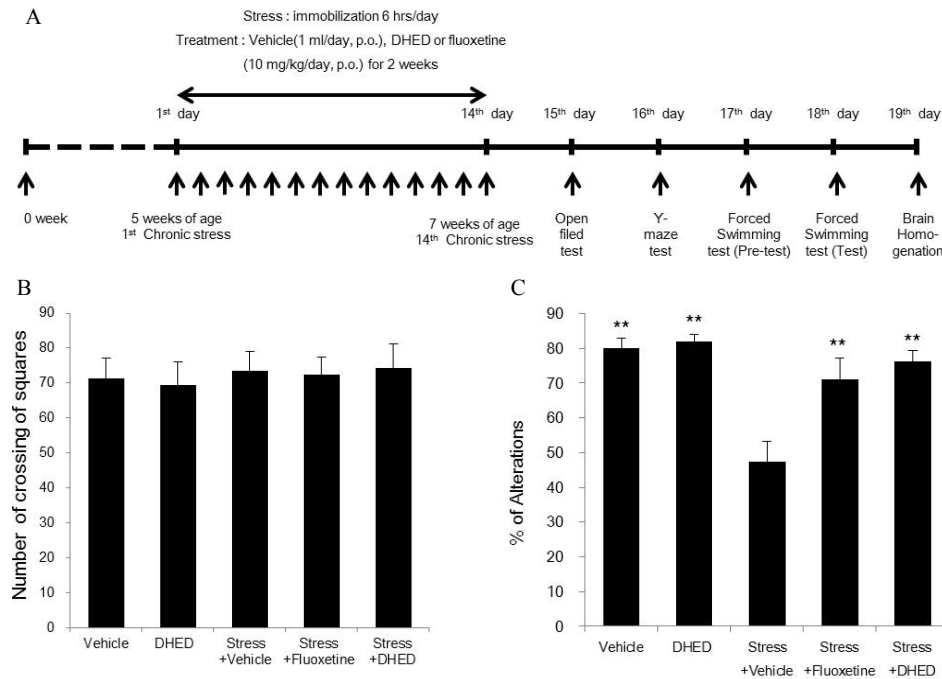 A
Stress : immobilization 6 hrs/day
Treatment : Vehicle(1 ml/day, p.o.), DHED or fluoxetine
(10 mg/kg/day, p.o.) for 2 weeks
1st day
14th day
15th day
16th day
17th day
18th day
19th day
0 week
5 weeks of age
1st Chronic stress
7 weeks of age
14th Chronic stress
Open
filed
test
Y-
maze
test
Forced
Swimming
test (Pre-test)
Forced
Swimming
test (Test)
Brain
Homo-
genation
B
Number of crossing of squares
90
80
70
60
50
40
30
20
10
0
Vehicle
DHED
Stress
+Vehicle
Stress
+Fluoxetine
Stress
+DHED
C
% of Alterations
90
80
70
60
50
40
30
20
10
0
**
**
**
**
Vehicle
DHED
Stress
+Vehicle
Stress
+Fluoxetine
Stress
+DHED